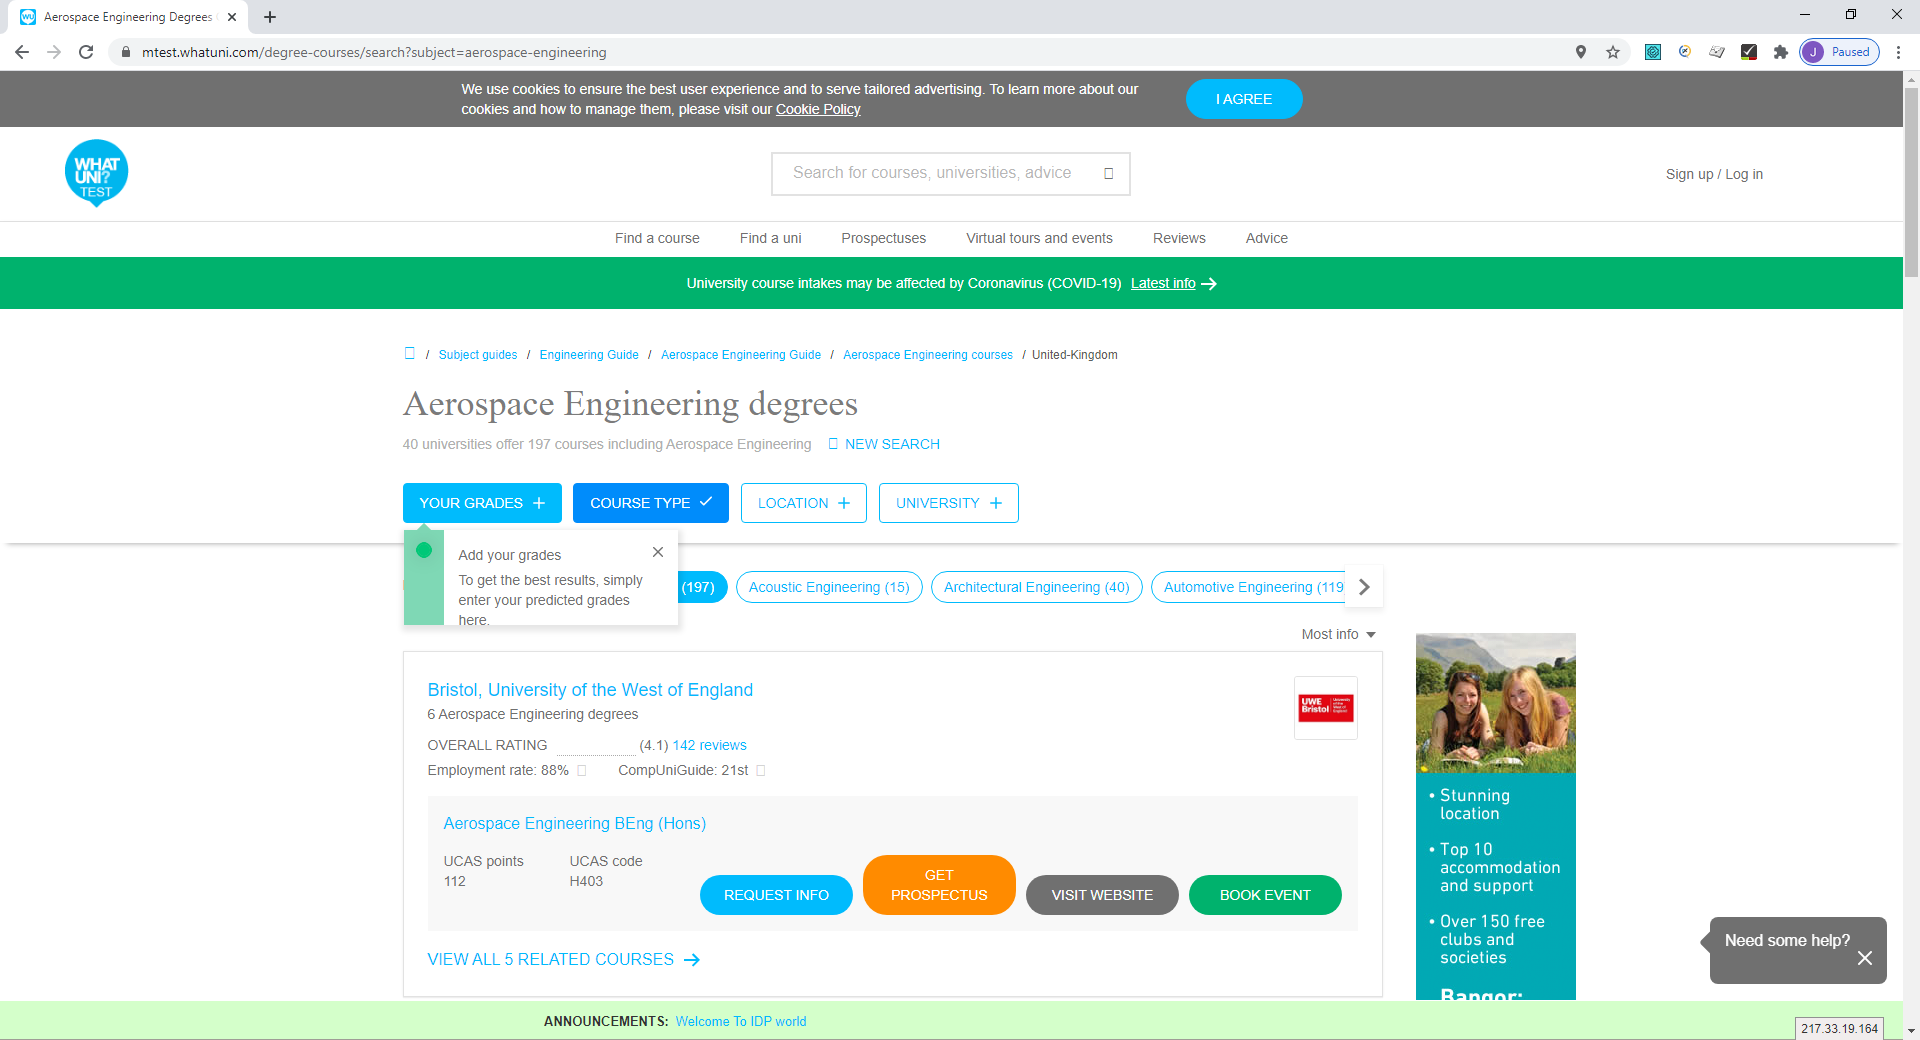 Aerospace Engineering Degrees
mtest.whatuni.com/degree-courses/search?subject=aerospace-engineering
J Paused
We use cookies to ensure the best user experience and to serve tailored advertising. To learn more about our
cookies and how to manage them, please visit our Cookie Policy
I AGREE
WHAT
UNI?
TEST
Search for courses, universities, advice
Sign up / Log in
Find a course Find a uni Prospectuses Virtual tours and events Reviews Advice
University course intakes may be affected by Coronavirus (COVID-19) Latest info
/ Subject guides / Engineering Guide / Aerospace Engineering Guide / Aerospace Engineering courses / United-Kingdom
Aerospace Engineering degrees
40 universities offer 197 courses including Aerospace Engineering NEW SEARCH
YOUR GRADES + COURSE TYPE LOCATION + UNIVERSITY +
Add your grades
To get the best results, simply
enter your predicted grades
here.
(197) Acoustic Engineering (15) Architectural Engineering (40) Automotive Engineering (119
Most info
Bristol, University of the West of England
6 Aerospace Engineering degrees
OVERALL RATING (4.1) 142 reviews
Employment rate: 88% CompUniGuide: 21st
UWE
Bristol
University
of the
West of
England
Aerospace Engineering BEng (Hons)
UCAS points UCAS code
112 H403
REQUEST INFO
GET
PROSPECTUS
VISIT WEBSITE
BOOK EVENT
VIEW ALL 5 RELATED COURSES
• Stunning
location
• Top 10
accommodation
and support
• Over 150 free
clubs and
societies
Bangor:
Need some help?
ANNOUNCEMENTS: Welcome To IDP world
217.33.19.164